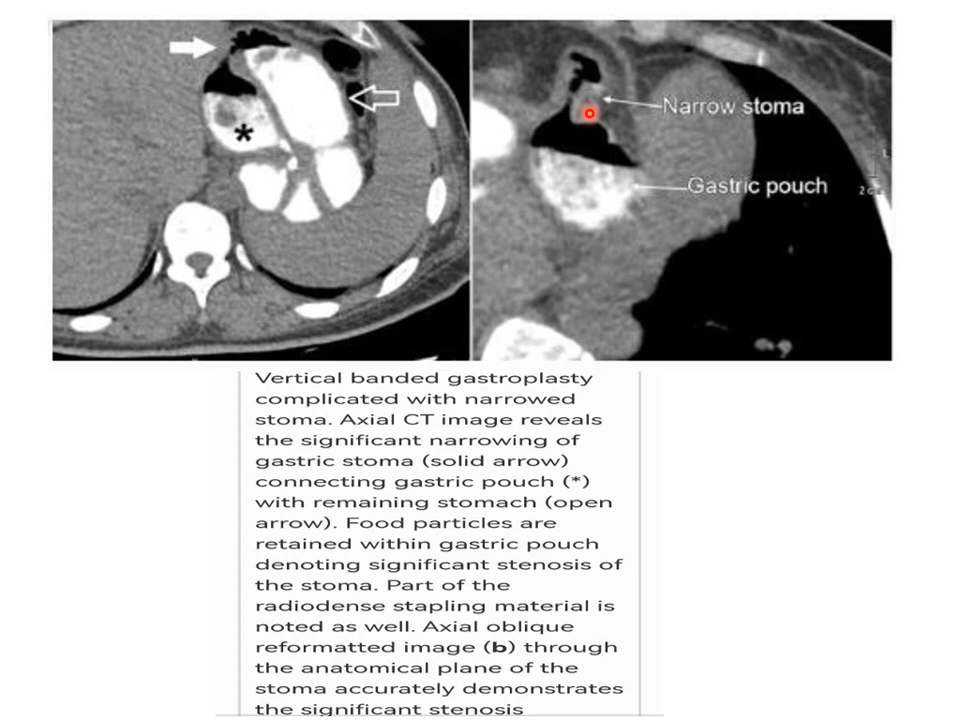 *
Narrow stoma
Gastric pouch
Vertical banded gastroplasty
complicated with narrowed
stoma. Axial CT image reveals
the significant narrowing of
gastric stoma (solid arrow)
connecting gastric pouch (*)
with remaining stomach (open
arrow). Food particles are
retained within gastric pouch
denoting significant stenosis of
the stoma. Part of the
radiodense stapling material is
noted as well. Axial oblique
reformatted image (b) through
the anatomical plane of the
stoma accurately demonstrates
the significant stenosis